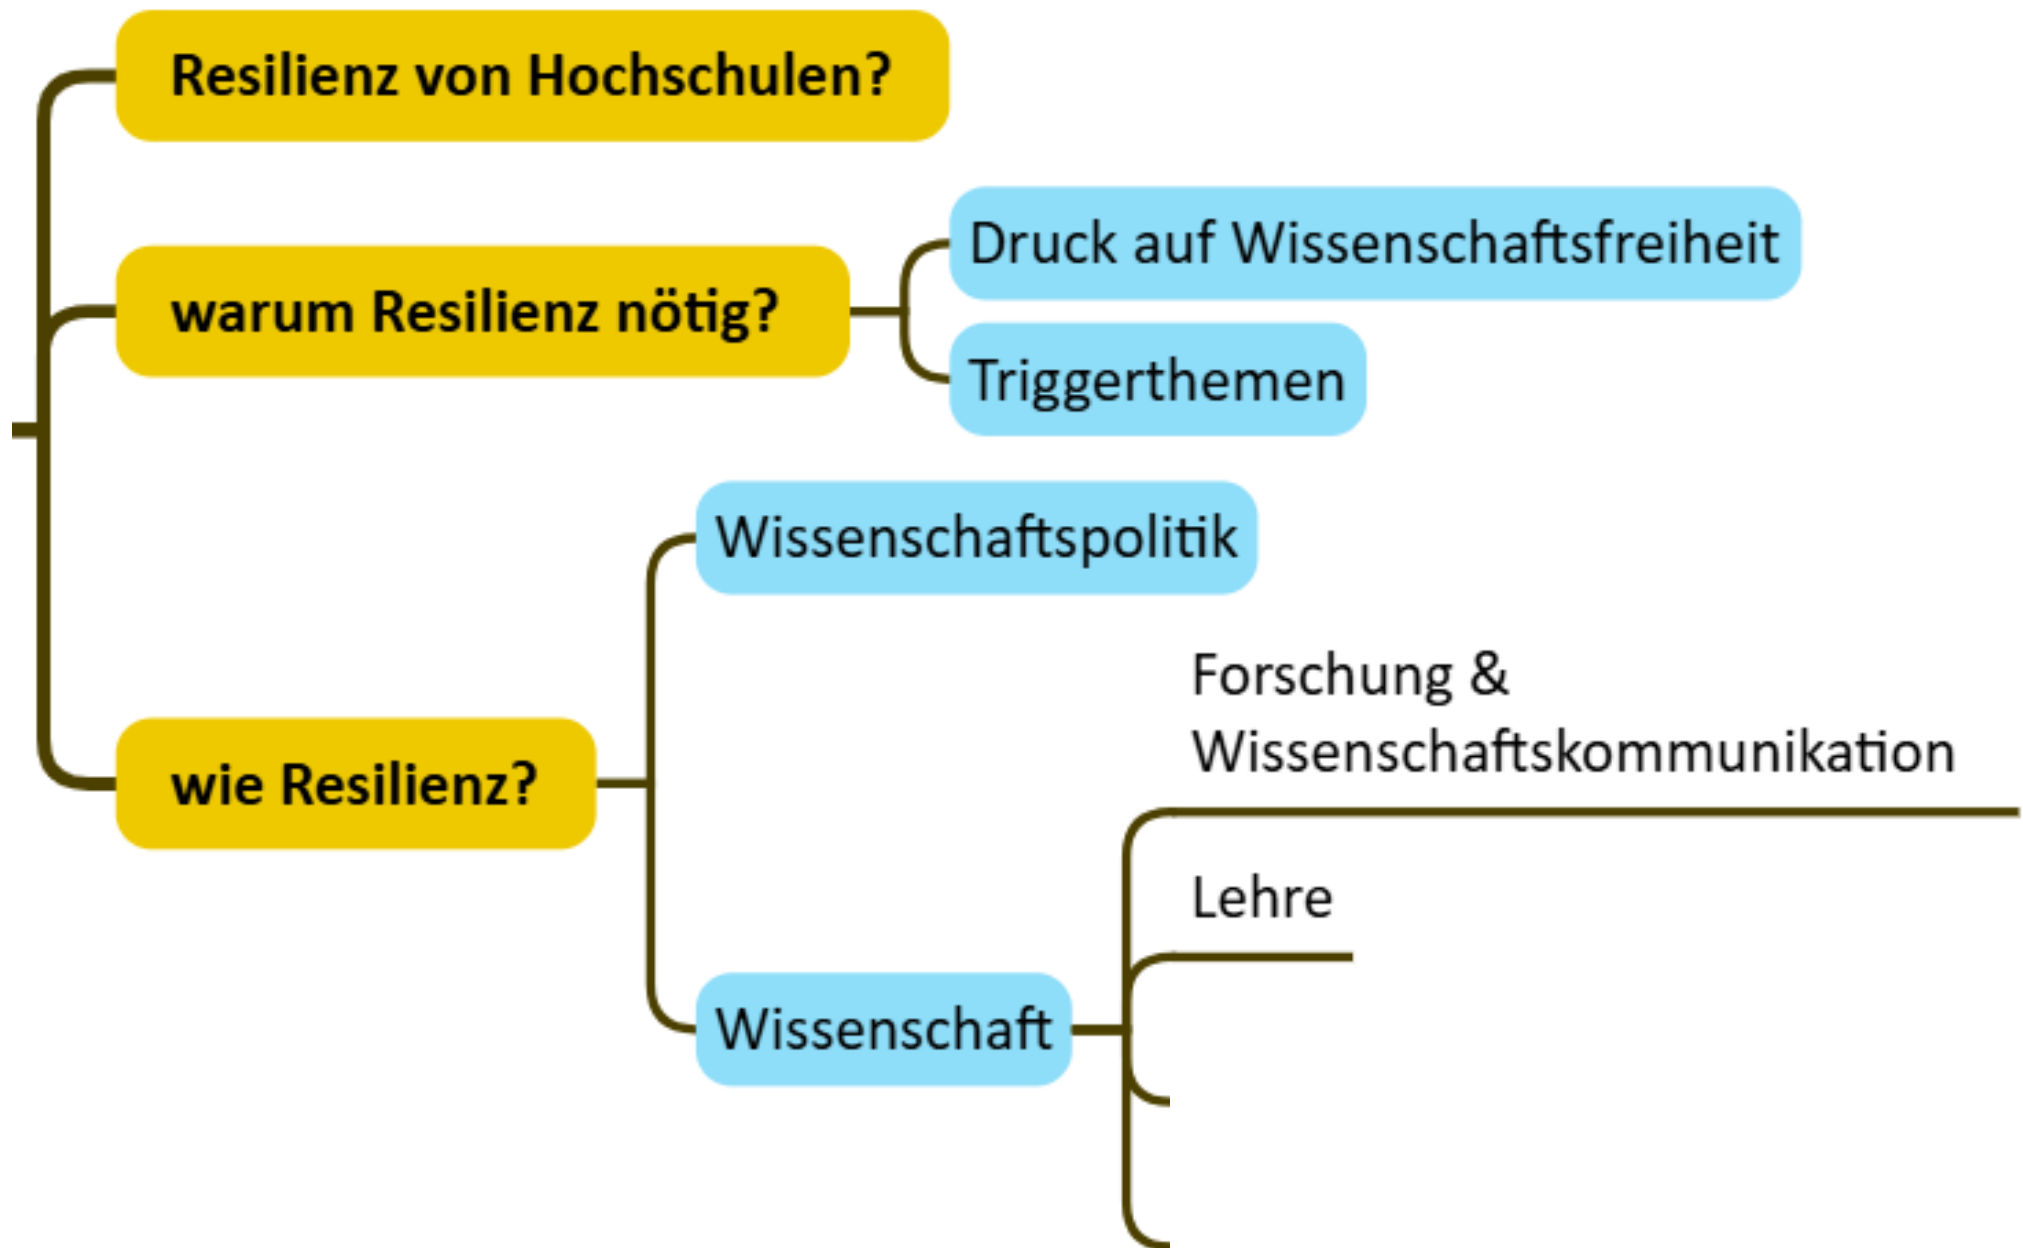 Resilienz von Hochschulen?
warum Resilienz nötig?
Druck auf Wissenschaftsfreiheit
Triggerthemen
wie Resilienz?
Wissenschaftspolitik
Wissenschaft
Forschung &
Wissenschaftskommunikation
Lehre